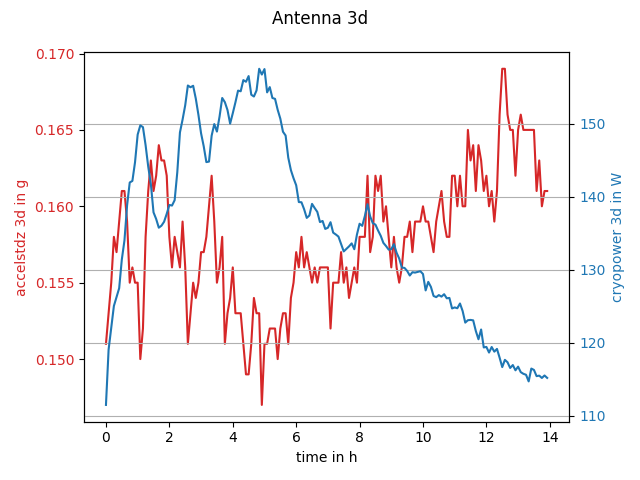 Antenna 3d
0.170
0.165
0.160
0.155
0.150
accelstdz 3d in g
150
140
130
120
110
cryopower 3d in W
0 2 4 6 8 10 12 14
time in h